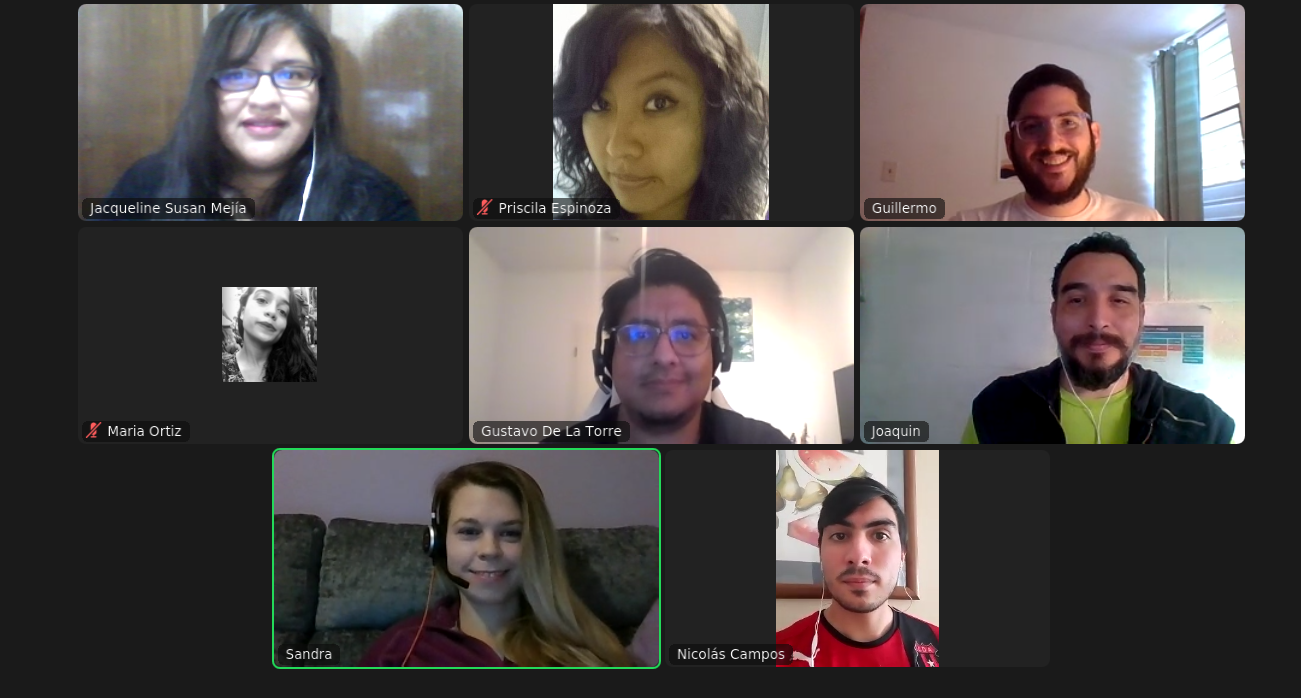 Jacqueline Susan Mejía
Priscila Espinoza
Guillermo
Maria Ortiz
Gustavo De La Torre
Joaquin
Sandra
Nicolás Campos